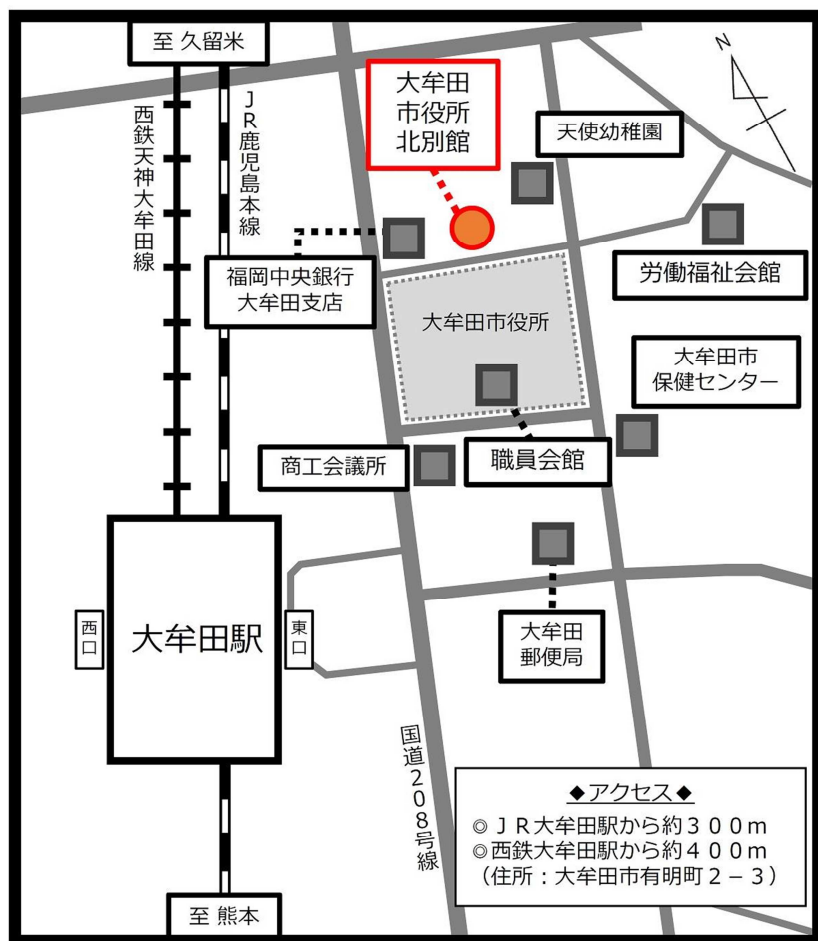 至 久留米
西鉄天神大牟田線
JR鹿児島本線
大牟田
市役所
北別館
N
天使幼稚園
福岡中央銀行
大牟田支店
労働福祉会館
大牟田市役所
大牟田市
保健センター
商工会議所
職員会館
西口
大牟田駅
東口
大牟田
郵便局
国道208号線
◆アクセス◆
◎JR大牟田駅から約300m
◎西鉄大牟田駅から約400m
（住所：大牟田市有明町2－3）
至 熊本